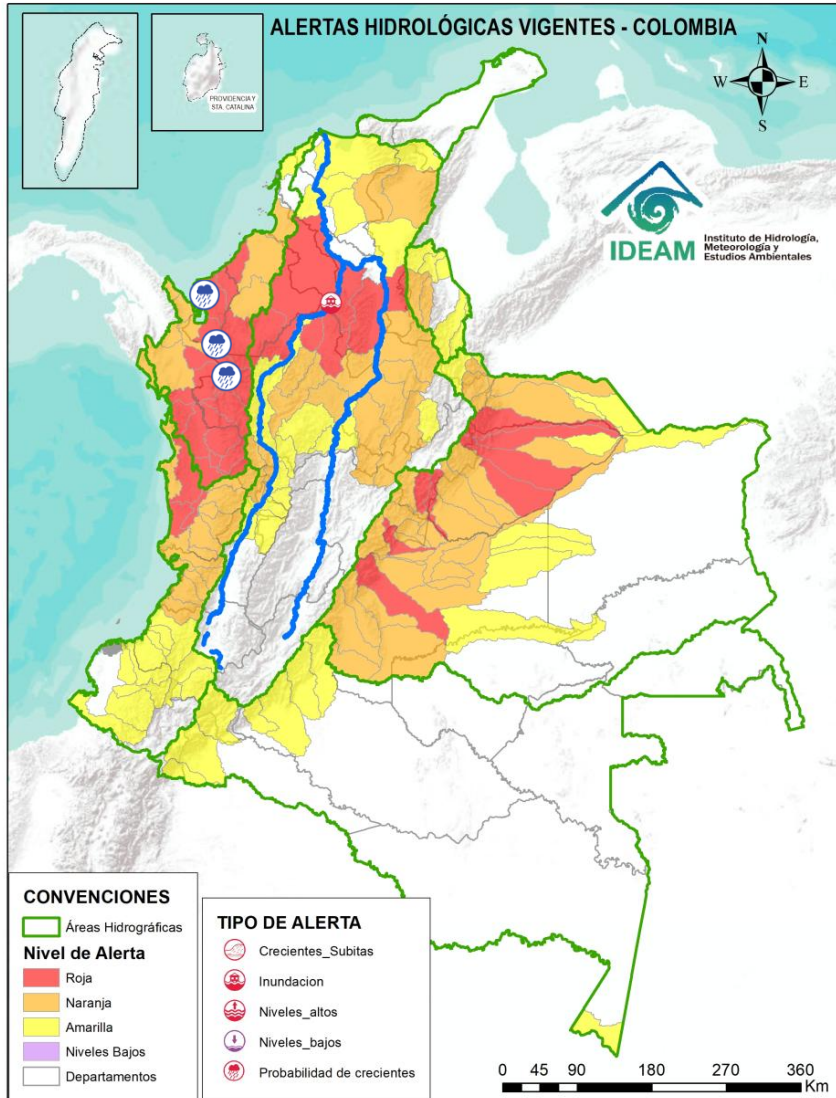 ALERTAS HIDROLÓGICAS VIGENTES - COLOMBIA
PROVIDENCIA Y
STA. CATALINA
N
W
E
S
IDEAM
Instituto de Hidrología,
Meteorología y
Estudios Ambientales
CONVENCIONES
Áreas Hidrográficas
Nivel de Alerta
Roja
Naranja
Amarilla
Niveles Bajos
Departamentos
TIPO DE ALERTA
Crecientes_Subitas
Inundacion
Niveles_altos
Niveles_bajos
Probabilidad de crecientes
0 45 90 180 270 360
Km